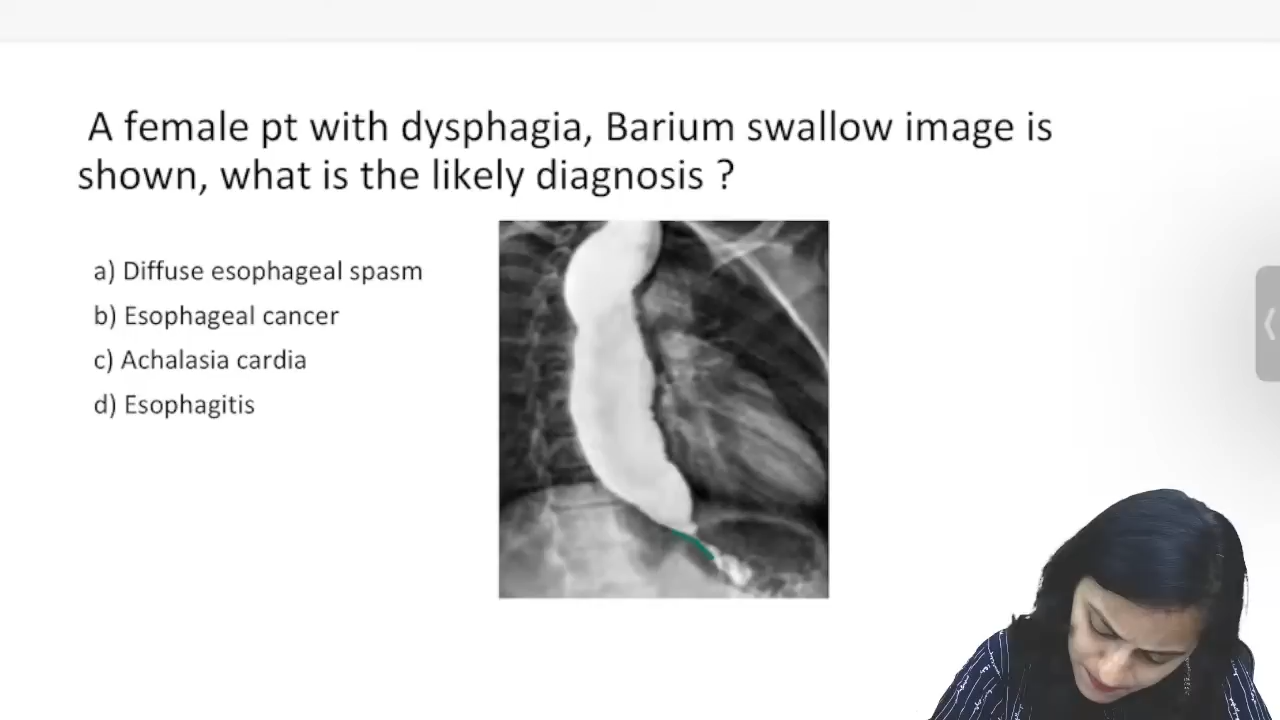 A female pt with dysphagia, Barium swallow image is
shown, what is the likely diagnosis ?
a) Diffuse esophageal spasm
b) Esophageal cancer
c) Achalasia cardia
d) Esophagitis